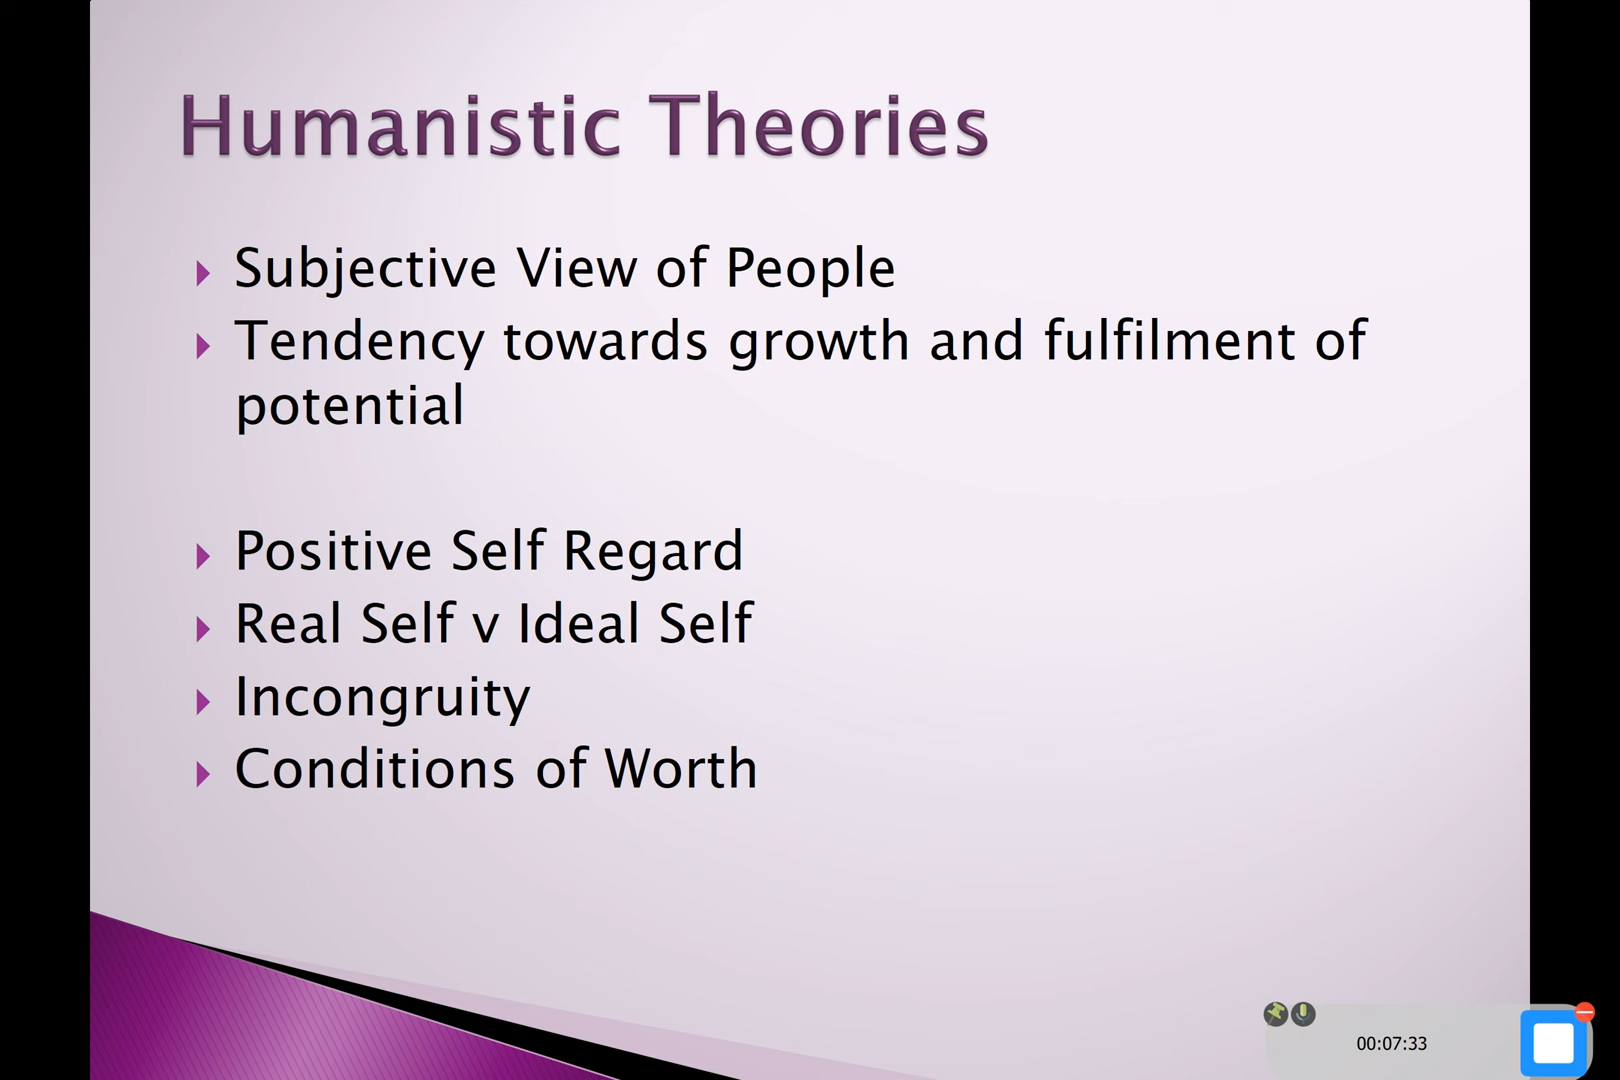 Humanistic Theories
Subjective View of People
Tendency towards growth and fulfilment of
potential
Positive Self Regard
Real Self v Ideal Self
Incongruity
Conditions of Worth
00:07:33